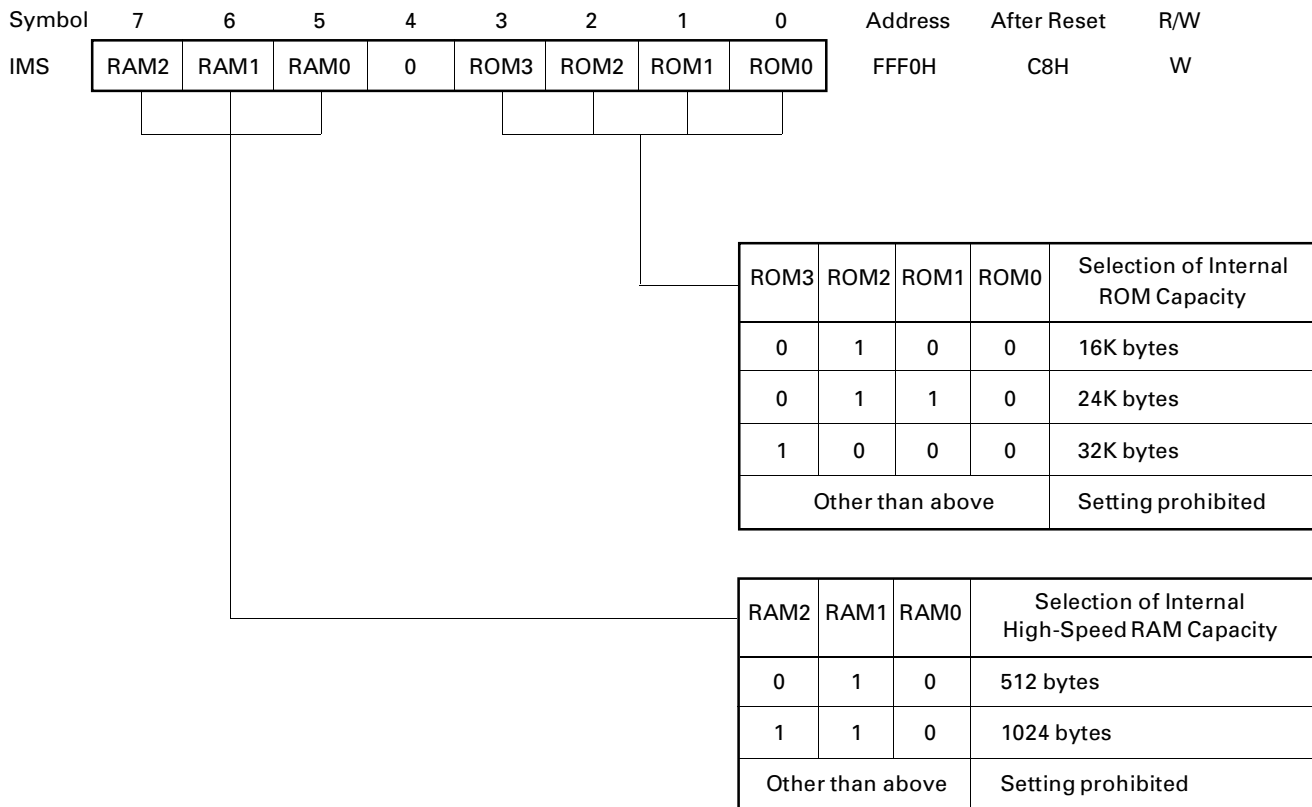 Symbol 7 6 5 4 3 2 1 0 Address After Reset R/W
IMS RAM2 RAM1 RAM0 0 ROM3 ROM2 ROM1 ROM0 FFF0H C8H W
ROM3 ROM2 ROM1 ROM0 Selection of Internal
ROM Capacity
0 1 0 0 16K bytes
0 1 1 0 24K bytes
1 0 0 0 32K bytes
Other than above Setting prohibited
RAM2 RAM1 RAM0 Selection of Internal
High-Speed RAM Capacity
0 1 0 512 bytes
1 1 0 1024 bytes
Other than above Setting prohibited